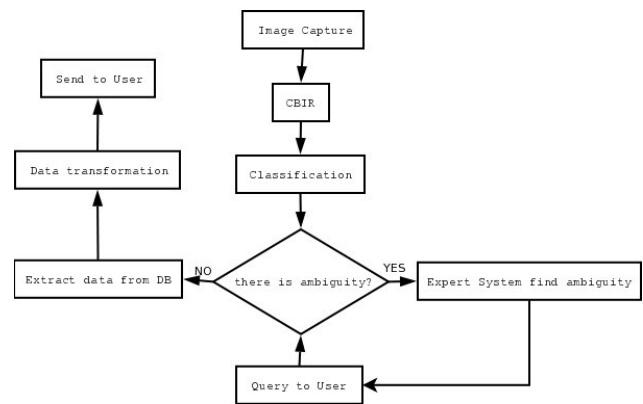 Image Capture
Send to User
CBIR
Data transformation
Classification
NO
YES
Extract data from DB
there is ambiguity?
Expert System find ambiguity
Query to User